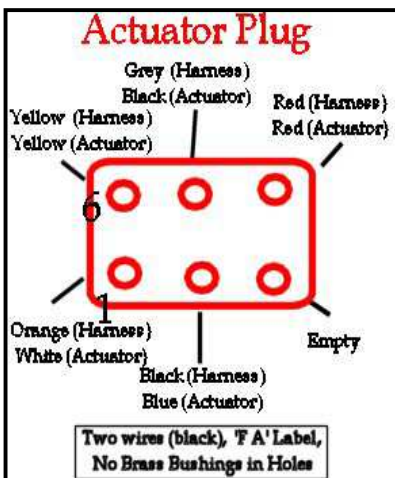 Actuator Plug
Grey (Harness)
Black (Actuator)
Red (Harness)
Red (Actuator)
Yellow (Harness)
Yellow (Actuator)
6
1
Orange (Harness)
White (Actuator)
Empty
Black (Harness)
Blue (Actuator)
Two wires (black), 'F A' Label,
No Brass Bushings in Holes